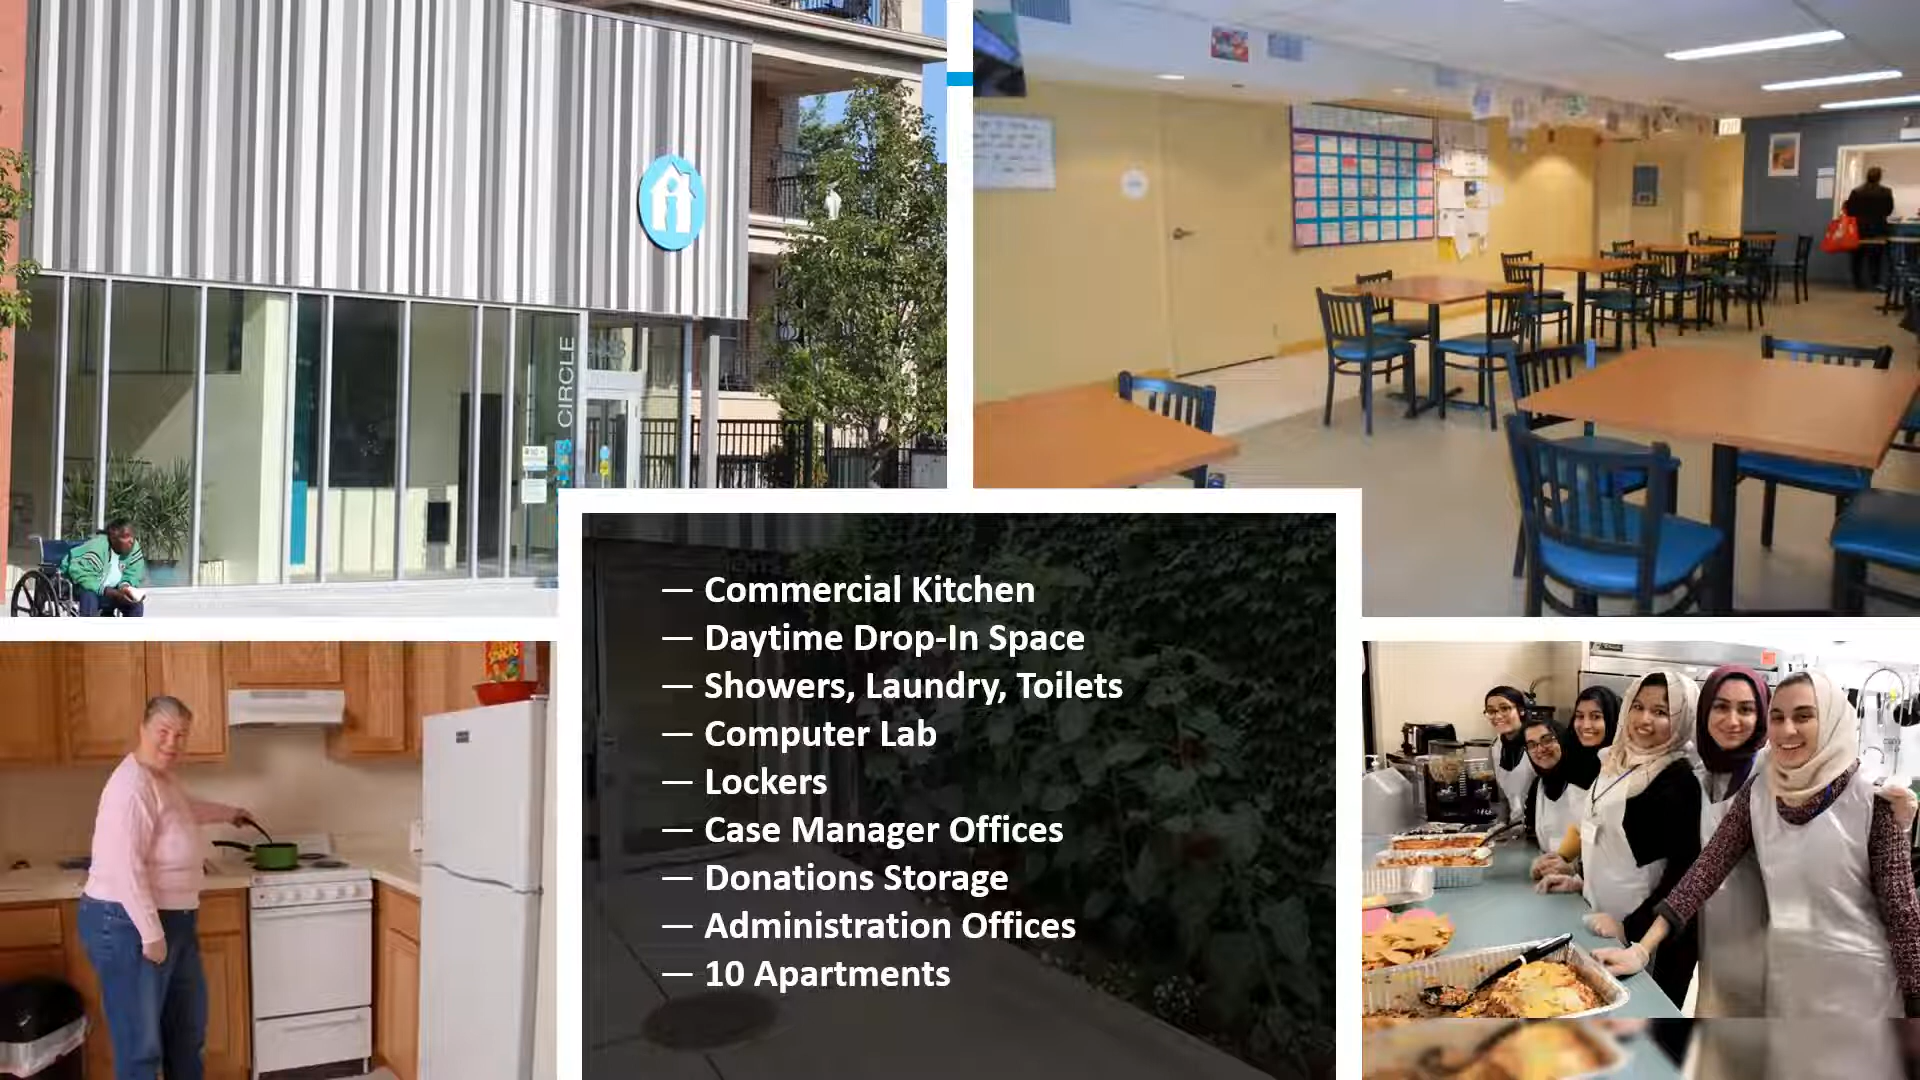 CIRCLE
— Commercial Kitchen
— Daytime Drop-In Space
— Showers, Laundry, Toilets
— Computer Lab
— Lockers
— Case Manager Offices
— Donations Storage
— Administration Offices
— 10 Apartments